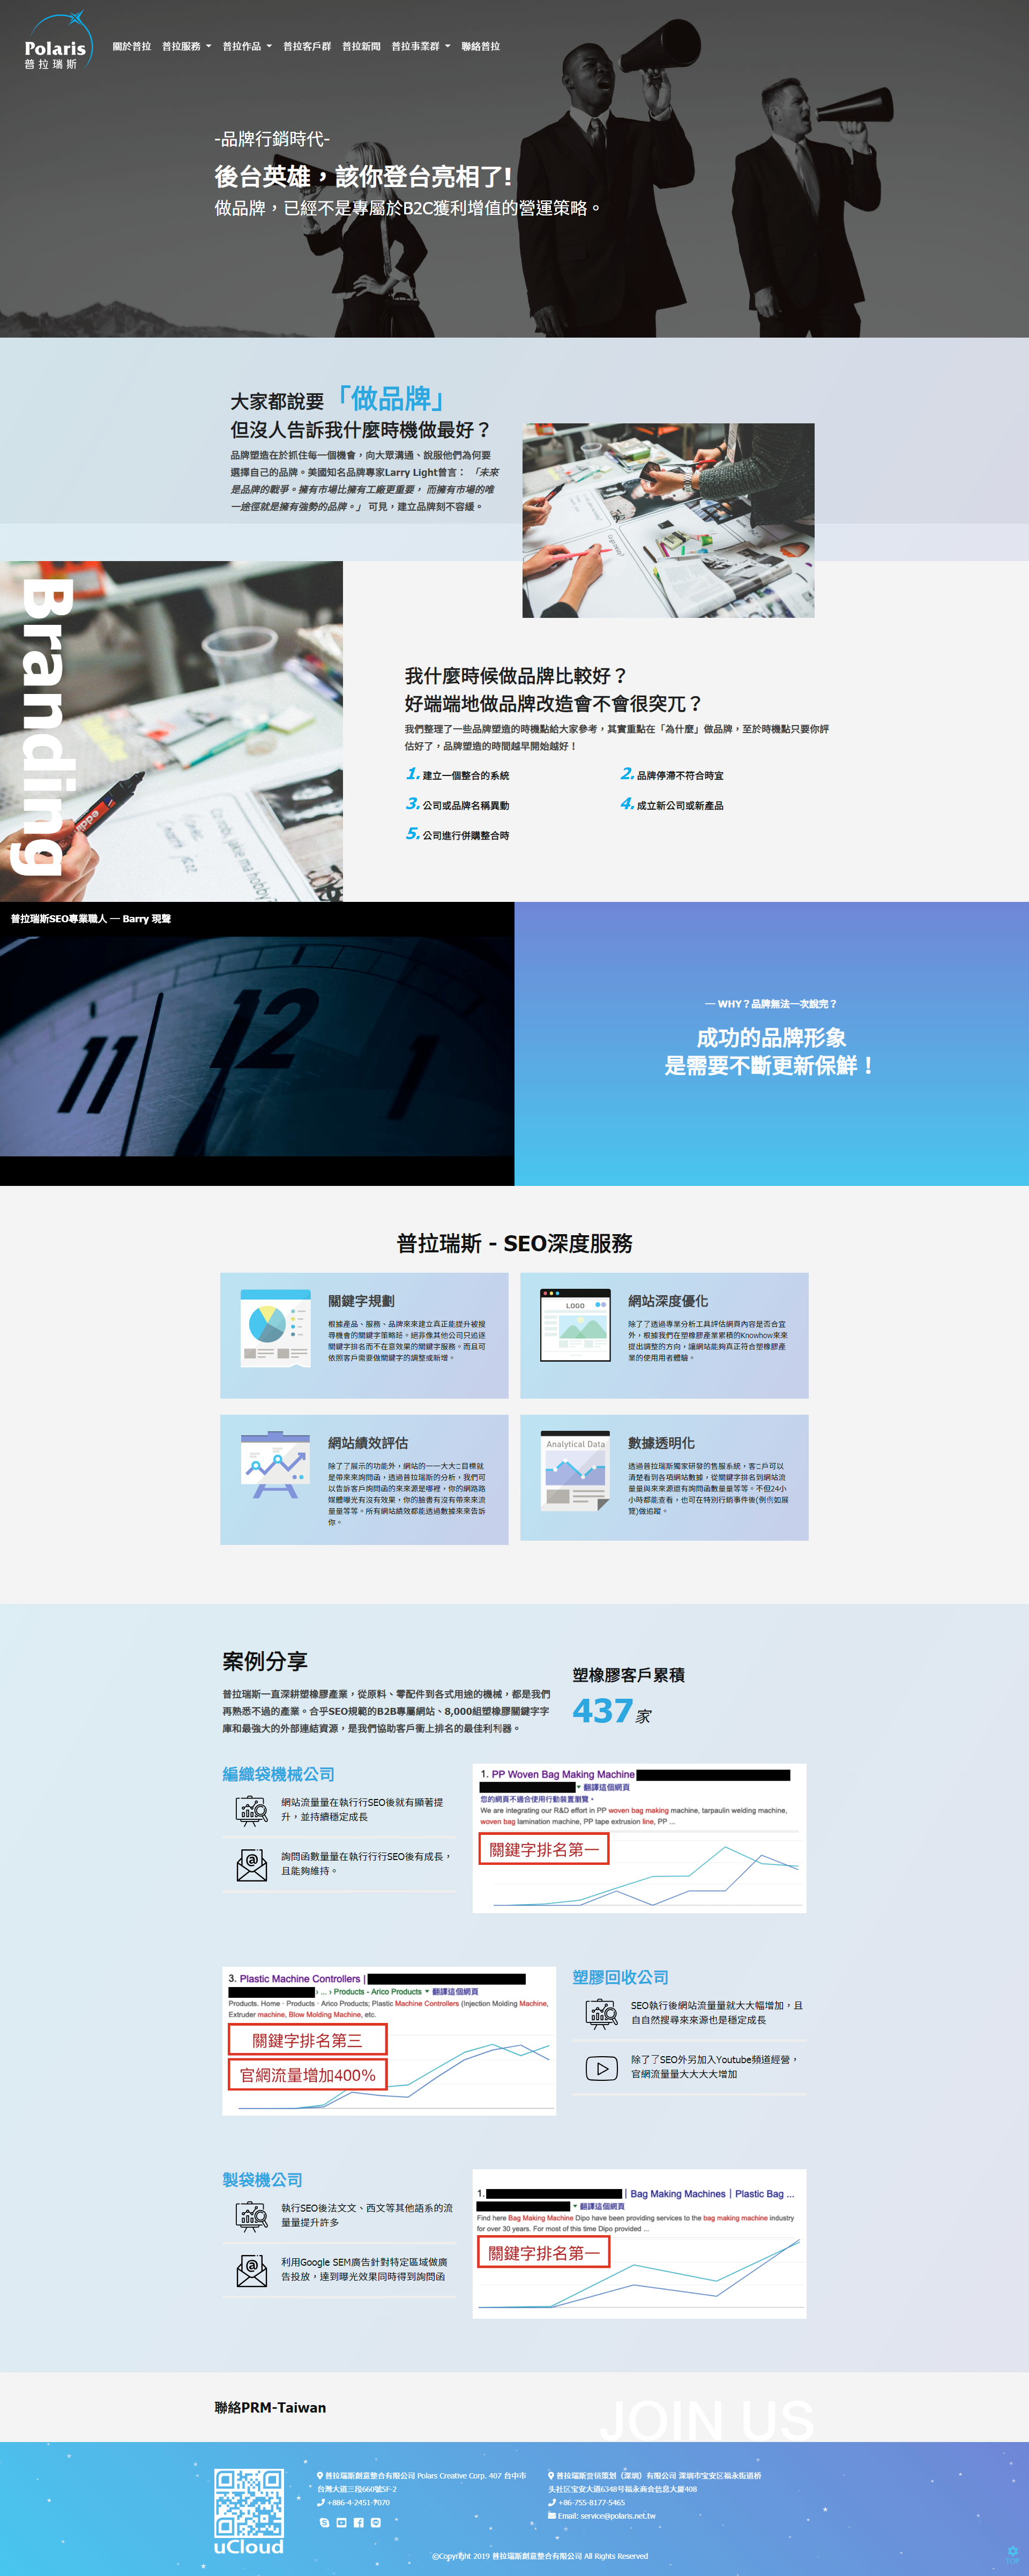 Polaris
普拉瑞斯
關於普拉 普拉服務 普拉作品 普拉客戶群 普拉新聞 普拉事業群 聯絡普拉
-品牌行銷時代-
後台英雄，該你登台亮相了!
做品牌，已經不是專屬於B2C獲利增值的營運策略。
大家都說要「做品牌」
但沒人告訴我什麼時機做最好？
品牌塑造在於抓住每一個機會，向大眾溝通、說服他們為何要
選擇自己的品牌。美國知名品牌專家Larry Light曾言：「未來
是品牌的戰爭。擁有市場比擁有工廠更重要， 而擁有市場的唯
一途徑就是擁有強勢的品牌。」 可見，建立品牌刻不容緩。
Branding
我什麼時候做品牌比較好？
好端端地做品牌改造會不會很突兀？
我們整理了一些品牌塑造的時機點給大家參考，其實重點在「為什麼」做品牌，至於時機點只要你評
估好了，品牌塑造的時間越早開始越好！
1. 建立一個整合的系統
2. 品牌停滯不符合時宜
3. 公司或品牌名稱異動
4. 成立新公司或新產品
5. 公司進行併購整合時
普拉瑞斯SEO專業職人 — Barry 現聲
11 12 1
— WHY？品牌無法一次說完？
成功的品牌形象
是需要不斷更新保鮮！
普拉瑞斯 - SEO深度服務
關鍵字規劃
根據產品、服務、品牌來來建立真正能提升被搜
尋機會的關鍵字策略班。絕非像其他公司只追逐
關鍵字排名而不在意效果的關鍵字服務。而且可
依照客戶需要做關鍵字的調整或新增。
LOGO
網站深度優化
除了了透過專業分析工具評估網頁內容是否合宜
外，根據我們在塑橡膠產業累積的Knowhow來來
提出調整的方向，讓網站能夠真正符合塑橡膠產
業的使用用者體驗。
網站績效評估
除了了展示的功能外，網站的一一大大⼆目標就
是帶來來詢問函，透過普拉瑞斯的分析，我們可
以告訴客戶詢問函的來來源是哪裡，你的網路路
媒體曝光有沒有效果，你的臉書有沒有帶來來流
量量等等。所有網站績效都能透過數據來來告訴
你。
Analytical Data
數據透明化
透過普拉瑞斯獨家研發的售服系統，客⼆戶可以
清楚看到各項網站數據，從關鍵字排名到網站流
量量與來來源還有詢問函數量量等等。不但24小
小時都能查看，也可在特別行銷事件後(例⽰如展
覽)做追蹤。
案例分享
普拉瑞斯一直深耕塑橡膠產業，從原料、零配件到各式用途的機械，都是我們
再熟悉不過的產業。合乎SEO規範的B2B專屬網站、8,000組塑橡膠關鍵字字
庫和最強大的外部連結資源，是我們協助客戶衝上排名的最佳利利器。
塑橡膠客戶累積
437家
編織袋機械公司
網站流量量在執行行SEO後就有顯著提
升，並持續穩定成長
詢問函數量量在執行行行SEO後有成長，
且能夠維持。
1. PP Woven Bag Making Machine
翻譯這個網頁
您的網頁不適合使用行動裝置瀏覽。
We are integrating our R&D effort in PP woven bag making machine, tarpaulin welding machine,
woven bag lamination machine, PP tape extrusion line, PP ...
關鍵字排名第一
3. Plastic Machine Controllers |
› ... › Products - Arico Products 翻譯這個網頁
Products. Home · Products · Arico Products; Plastic Machine Controllers (Injection Molding Machine,
Extruder machine, Blow Molding Machine, etc.
關鍵字排名第三
官網流量增加400%
塑膠回收公司
SEO執行後網站流量量就大大幅增加，且
自自然搜尋來來源也是穩定成長
除了了SEO外另加入Youtube頻道經營，
官網流量量大大大大增加
製袋機公司
執行SEO後法文文、西文等其他語系的流
量量提升許多
利用Google SEM廣告針對特定區域做廣
告投放，達到曝光效果同時得到詢問函
1. | Bag Making Machines | Plastic Bag ...
翻譯這個網頁
Find here Bag Making Machine Dipo have been providing services to the bag making machine industry
for over 30 years. For most of this time Dipo provided ...
關鍵字排名第一
聯絡PRM-Taiwan
JOIN US
uCloud
普拉瑞斯創意整合有限公司 Polars Creative Corp. 407 台中市
台灣大道三段660號5F-2
+886-4-2451-7070
普拉瑞斯营销策划（深圳）有限公司 深圳市宝安区福永街道桥
头社区宝安大道6348号福永商会信息大厦408
+86-755-8177-5465
Email: service@polaris.net.tw
©Copyright 2019 普拉瑞斯創意整合有限公司 All Rights Reserved
TOP